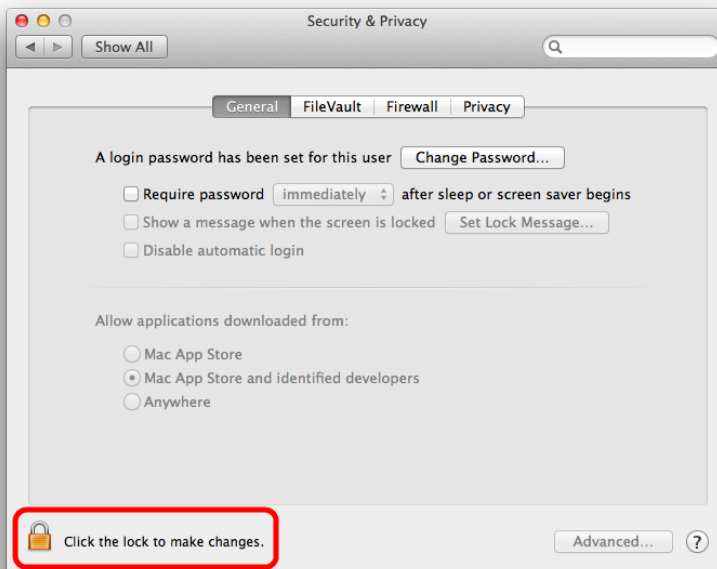 Security & Privacy
Show All
General FileVault Firewall Privacy
A login password has been set for this user Change Password...
Require password immediately after sleep or screen saver begins
Show a message when the screen is locked Set Lock Message...
Disable automatic login
Allow applications downloaded from:
Mac App Store
Mac App Store and identified developers
Anywhere
Click the lock to make changes. Advanced... ?